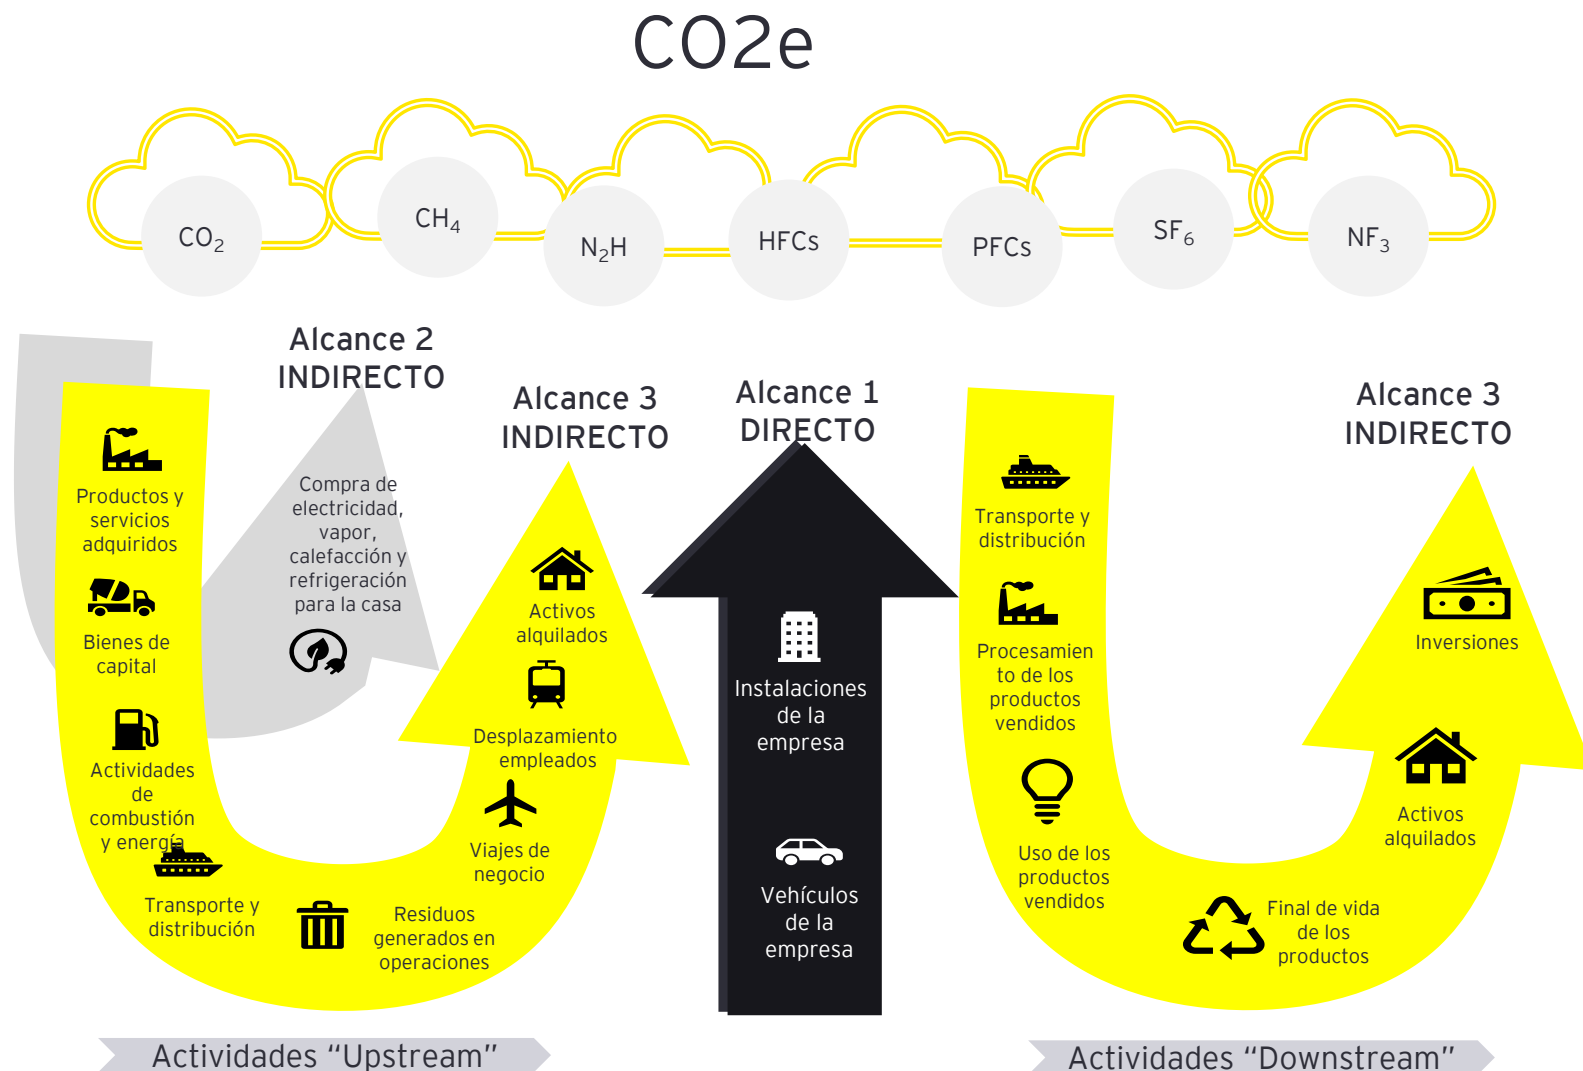 CO2e
CO₂
CH₄
N₂H
HFCs
PFCs
SF₆
NF₃
Alcance 2
INDIRECTO
Compra de
electricidad,
vapor,
calefacción y
refrigeración
para la casa
Productos y
servicios
adquiridos
Bienes de
capital
Actividades
de
combustión
y energía
Transporte y
distribución
Residuos
generados en
operaciones
Alcance 3
INDIRECTO
Activos
alquilados
Desplazamiento
empleados
Viajes de
negocio
Alcance 1
DIRECTO
Instalaciones
de la
empresa
Vehículos
de la
empresa
Transporte y
distribución
Procesamien
to de los
productos
vendidos
Uso de los
productos
vendidos
Final de vida
de los
productos
Alcance 3
INDIRECTO
Inversiones
Activos
alquilados
Actividades “Upstream”
Actividades “Downstream”